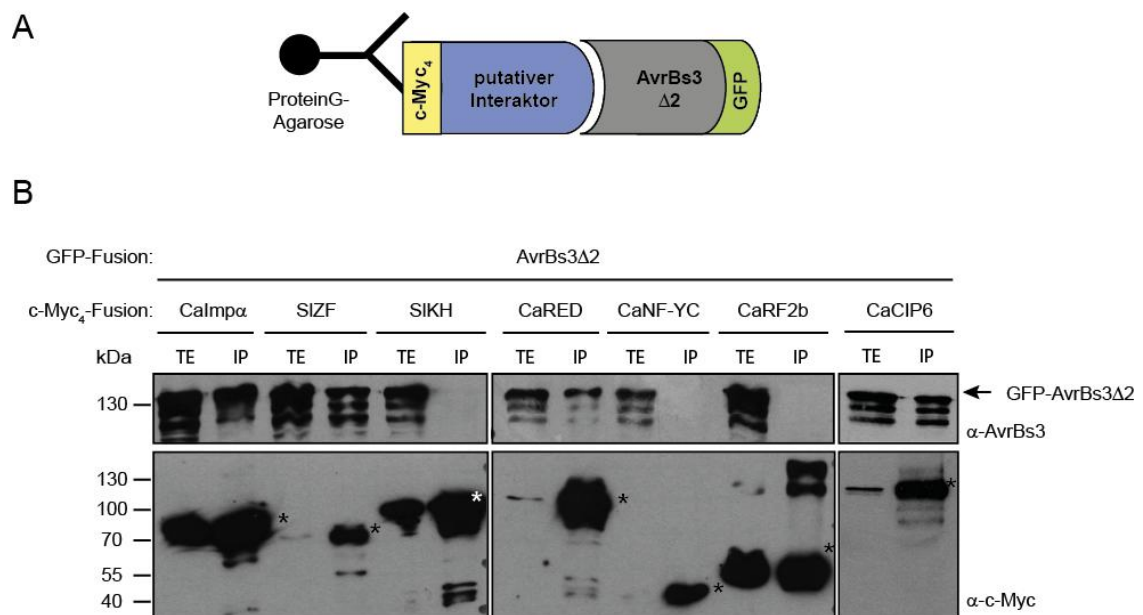 A
ProteinG-
Agarose
c-Myc4
putativer
Interaktor
AvrBs3
Δ2
GFP
B
GFP-Fusion: AvrBs3Δ2
c-Myc4-Fusion: CaImpα SlZF SlKH CaRED CaNF-YC CaRF2b CaCIP6
kDa TE IP TE IP TE IP TE IP TE IP TE IP TE IP
130 GFP-AvrBs3Δ2
α-AvrBs3
130
100
70
55
40 α-c-Myc
* * * * * * *